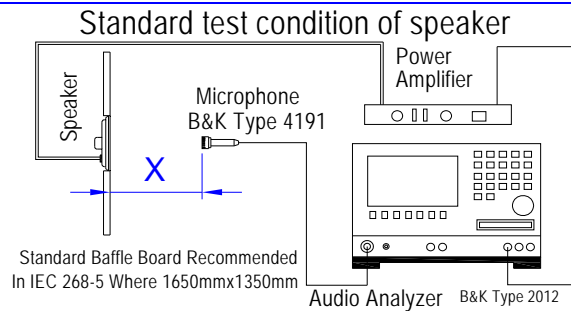 Standard test condition of speaker
Power
Amplifier
Speaker
Microphone
B&K Type 4191
X
Standard Baffle Board Recommended
In IEC 268-5 Where 1650mmx1350mm
Audio Analyzer B&K Type 2012